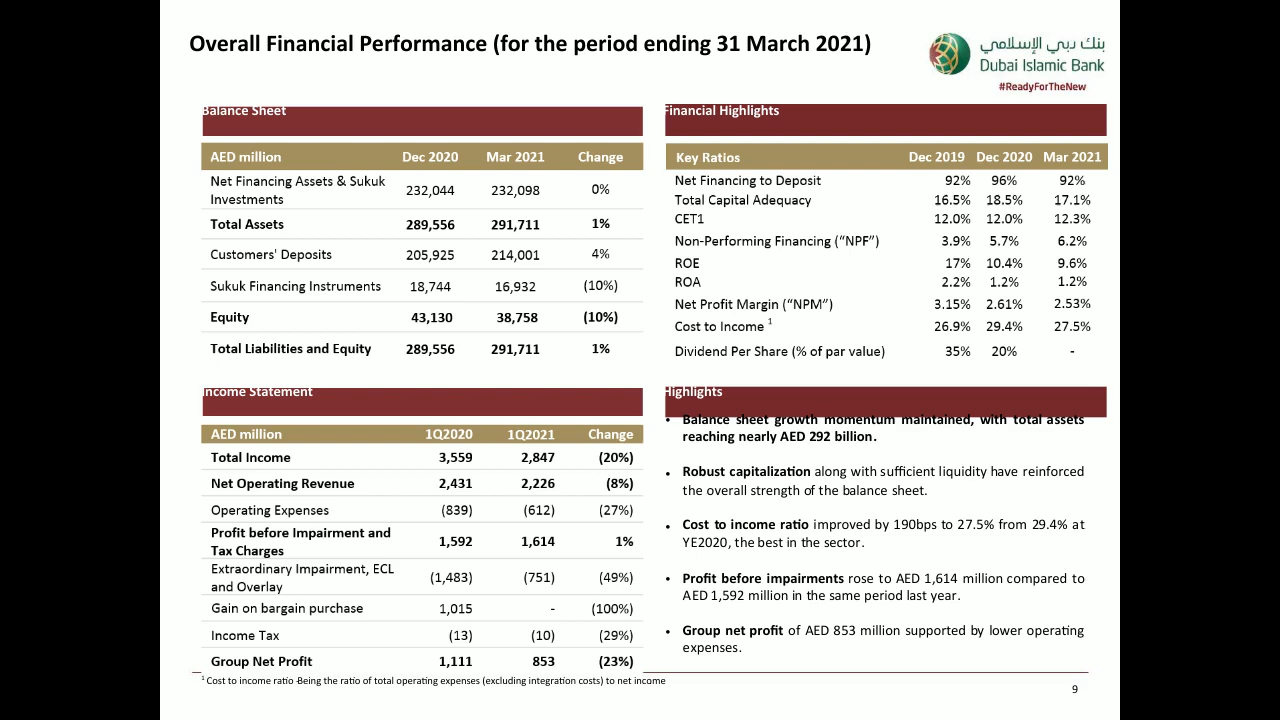 Overall Financial Performance (for the period ending 31 March 2021)
بنك دبي الإسلامي
Dubai Islamic Bank
#ReadyForTheNew
Balance Sheet
AED million Dec 2020 Mar 2021 Change
Net Financing Assets & Sukuk
Investments 232,044 232,098 0%
Total Assets 289,556 291,711 1%
Customers' Deposits 205,925 214,001 4%
Sukuk Financing Instruments 18,744 16,932 (10%)
Equity 43,130 38,758 (10%)
Total Liabilities and Equity 289,556 291,711 1%
Financial Highlights
Key Ratios Dec 2019 Dec 2020 Mar 2021
Net Financing to Deposit 92% 96% 92%
Total Capital Adequacy 16.5% 18.5% 17.1%
CET1 12.0% 12.0% 12.3%
Non-Performing Financing (“NPF”) 3.9% 5.7% 6.2%
ROE 17% 10.4% 9.6%
ROA 2.2% 1.2% 1.2%
Net Profit Margin (“NPM”) 3.15% 2.61% 2.53%
Cost to Income 1 26.9% 29.4% 27.5%
Dividend Per Share (% of par value) 35% 20% -
Income Statement
AED million 1Q2020 1Q2021 Change
Total Income 3,559 2,847 (20%)
Net Operating Revenue 2,431 2,226 (8%)
Operating Expenses (839) (612) (27%)
Profit before Impairment and
Tax Charges 1,592 1,614 1%
Extraordinary Impairment, ECL
and Overlay (1,483) (751) (49%)
Gain on bargain purchase 1,015 - (100%)
Income Tax (13) (10) (29%)
Group Net Profit 1,111 853 (23%)
Highlights
• Balance sheet growth momentum maintained, with total assets
reaching nearly AED 292 billion.
• Robust capitalization along with sufficient liquidity have reinforced
the overall strength of the balance sheet.
• Cost to income ratio improved by 190bps to 27.5% from 29.4% at
YE2020, the best in the sector.
• Profit before impairments rose to AED 1,614 million compared to
AED 1,592 million in the same period last year.
• Group net profit of AED 853 million supported by lower operating
expenses.
1 Cost to income ratio -Being the ratio of total operating expenses (excluding integration costs) to net income
9